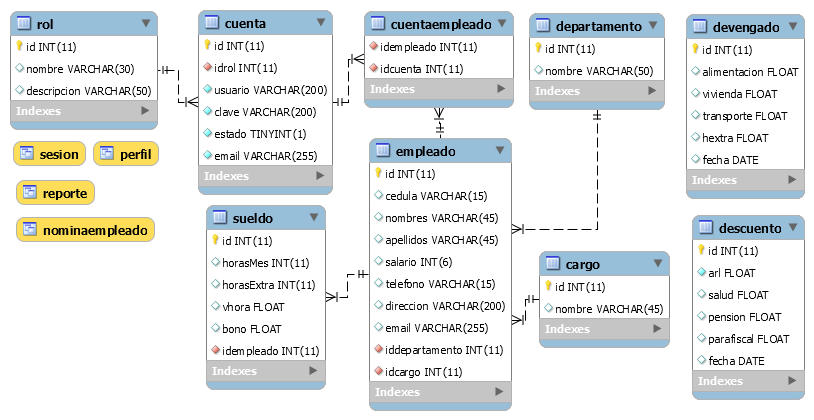 rol
id INT(11)
nombre VARCHAR(30)
descripcion VARCHAR(50)
Indexes
cuenta
id INT(11)
idrol INT(11)
usuario VARCHAR(200)
clave VARCHAR(200)
estado TINYINT(1)
email VARCHAR(255)
Indexes
cuentaempleado
idempleado INT(11)
idcuenta INT(11)
Indexes
departamento
id INT(11)
nombre VARCHAR(50)
Indexes
devengado
id INT(11)
alimentacion FLOAT
vivienda FLOAT
transporte FLOAT
hextra FLOAT
fecha DATE
Indexes
sesion
perfil
reporte
nominaempleado
sueldo
id INT(11)
horasMes INT(11)
horasExtra INT(11)
vhora FLOAT
bono FLOAT
idempleado INT(11)
Indexes
empleado
id INT(11)
cedula VARCHAR(15)
nombres VARCHAR(45)
apellidos VARCHAR(45)
salario INT(6)
telefono VARCHAR(15)
direccion VARCHAR(200)
email VARCHAR(255)
iddepartamento INT(11)
idcargo INT(11)
Indexes
cargo
id INT(11)
nombre VARCHAR(45)
Indexes
descuento
id INT(11)
arl FLOAT
salud FLOAT
pension FLOAT
parafiscal FLOAT
fecha DATE
Indexes